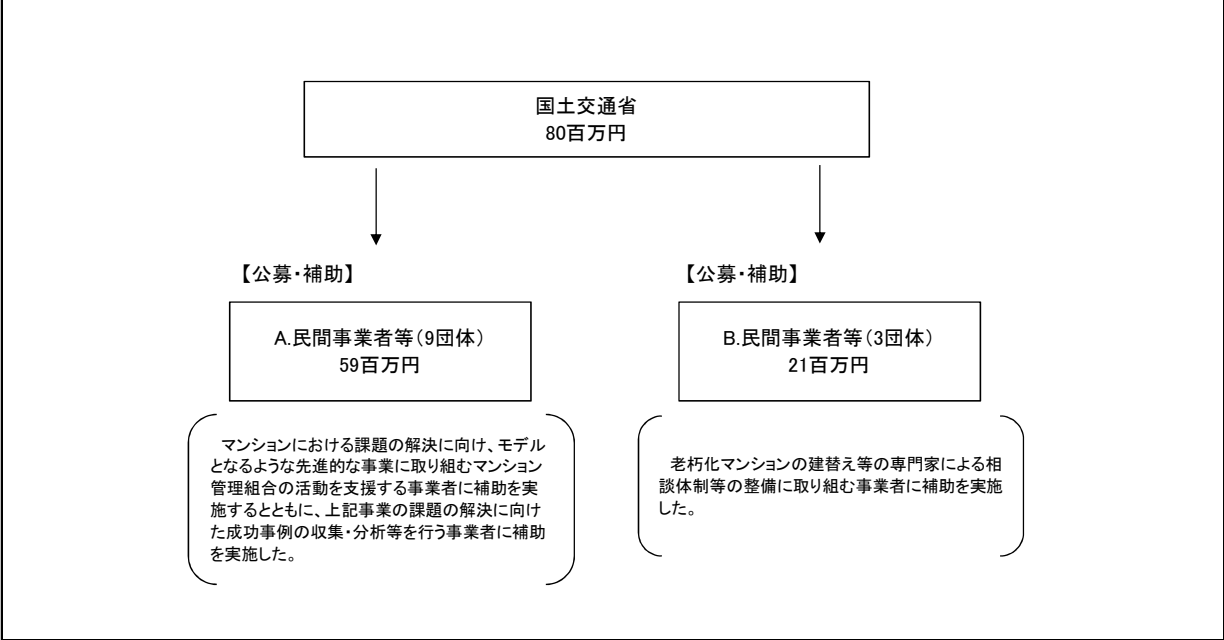 国土交通省
80百万円
【公募・補助】
A.民間事業者等(9団体)
59百万円
マンションにおける課題の解決に向け、モデル
となるような先進的な事業に取り組むマンション
管理組合の活動を支援する事業者に補助を実
施するとともに、上記事業の課題の解決に向け
た成功事例の収集・分析等を行う事業者に補助
を実施した。
【公募・補助】
B.民間事業者等(3団体)
21百万円
老朽化マンションの建替え等の専門家による相
談体制等の整備に取り組む事業者に補助を実施
した。